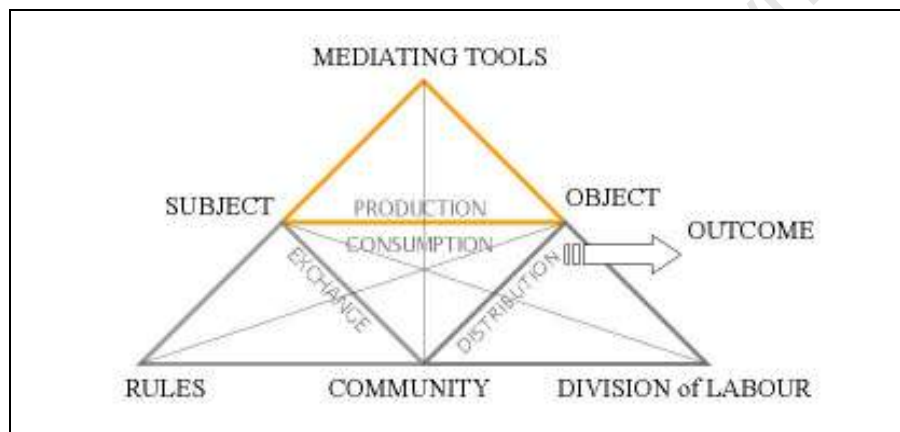 MEDIATING TOOLS
SUBJECT
OBJECT
PRODUCTION
OUTCOME
CONSUMPTION
EXCHANGE
DISTRIBUTION
RULES
COMMUNITY
DIVISION of LABOUR